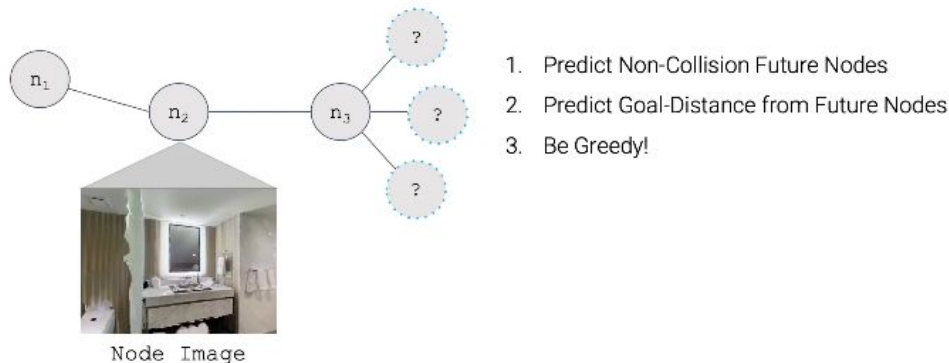 ?
1. Predict Non-Collision Future Nodes
n₁
n₂
n₃
?
2. Predict Goal-Distance from Future Nodes
3. Be Greedy!
?
Node Image